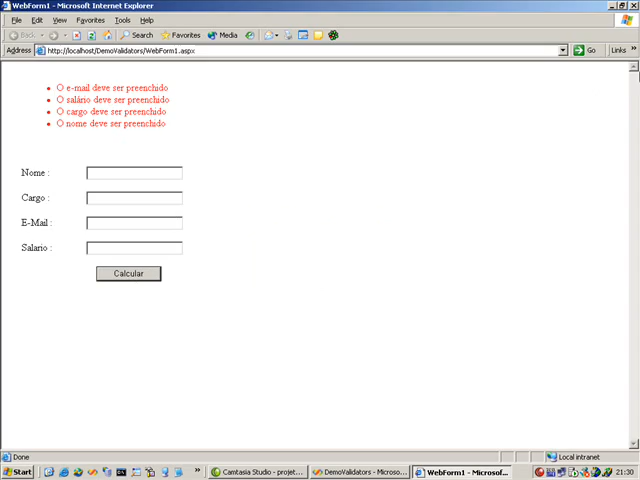 WebForm1 - Microsoft Internet Explorer
File Edit View Favorites Tools Help
Back Search Favorites Media
Address http://localhost/DemoValidators/WebForm1.aspx Go Links »
O e-mail deve ser preenchido
O salário deve ser preenchido
O cargo deve ser preenchido
O nome deve ser preenchido
Nome :
Cargo :
E-Mail :
Salario :
Calcular
Done Local intranet
Start » Camtasia Studio - projet... DemoValidators - Microso... WebForm1 - Microsof... 21:30